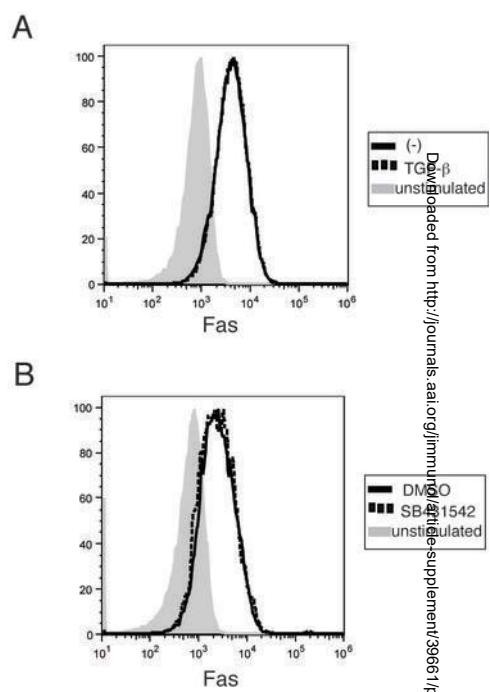 A
100
80
60
40
20
0
10¹ 10² 10³ 10⁴ 10⁵ 10⁶
Fas
(-)
unstimulated
B
100
80
60
40
20
0
10¹ 10² 10³ 10⁴ 10⁵ 10⁶
Fas
DMSO
SB431542
unstimulated
Downloaded from http://journals.aai.org/jimmunol/article-supplement/39661/p